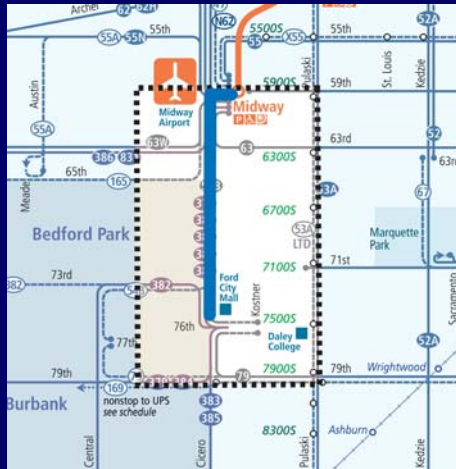 Archer
62
62H
N62
5500S
X55
55th
55A
55N
55th
55
52A
Austin
Pulaski
St. Louis
Kedzie
5900S
59th
Midway
Airport
Midway
55A
63W
63
63rd
52
386
6300S
65th
165
63rd
Meade
67
6700S
53A
53A
LTD
Marquette
Park
Bedford Park
7100S
71st
73rd
382
382
Ford
City
Mall
Kostner
Sacramento
76th
7500S
77th
Daley
College
52A
79th
7900S
79th
Wrightwood
169
79
nonstop to UPS
see schedule
Burbank
383
385
Central
Cicero
8300S
Pulaski
Ashburn
Kedzie